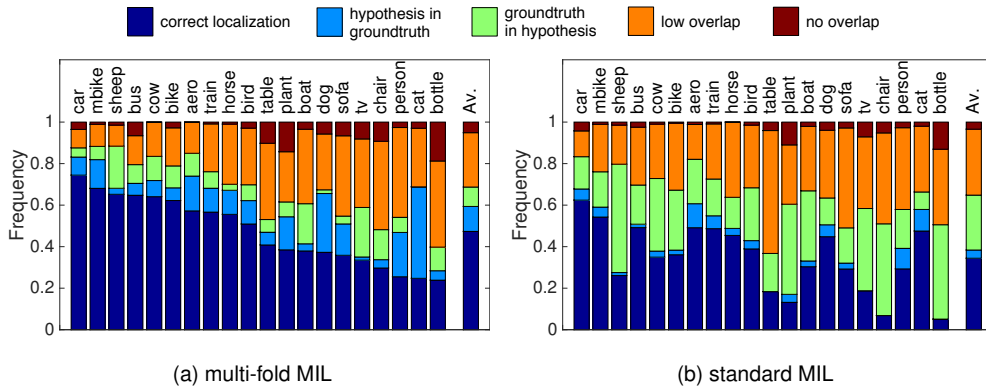 correct localization
hypothesis in groundtruth
groundtruth in hypothesis
low overlap
no overlap
Frequency
1
0.8
0.6
0.4
0.2
0
car mbike sheep bus cow bike aero train horse bird table plant boat dog sofa tv chair person cat bottle Av.
(a) multi-fold MIL
Frequency
1
0.8
0.6
0.4
0.2
0
car mbike sheep bus cow bike aero train horse bird table plant boat dog sofa tv chair person cat bottle Av.
(b) standard MIL